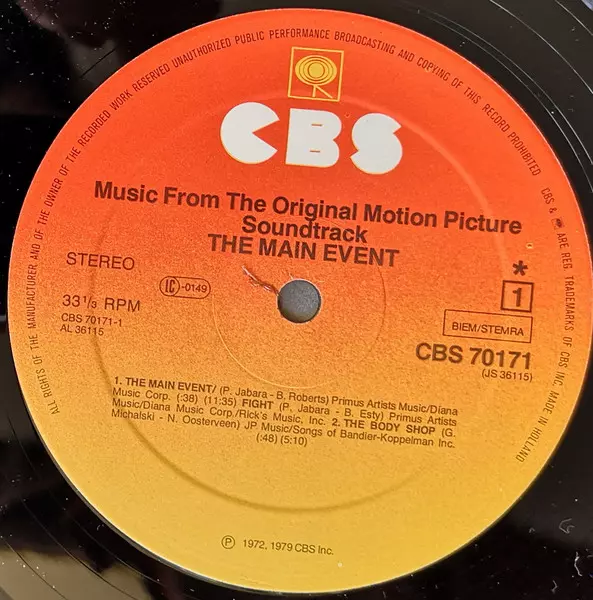 ALL RIGHTS OF THE MANUFACTURER AND OF THE OWNER OF THE RECORDED WORK RESERVED UNAUTHORIZED PUBLIC PERFORMANCE BROADCASTING AND COPYING OF THIS RECORD PROHIBITED
CBS & ARE REG. TRADEMARKS OF CBS INC. MADE IN HOLLAND
CBS
Music From The Original Motion Picture
Soundtrack
THE MAIN EVENT
STEREO
IC -0149
*
1
33 1/3 RPM
CBS 70171-1
AL 36115
BIEM/STEMRA
CBS 70171
(JS 36115)
1. THE MAIN EVENT/ (P. Jabara - B. Roberts) Primus Artists Music/Diana
Music Corp. (:38) (11:35) FIGHT (P. Jabara - B. Esty) Primus Artists
Music/Diana Music Corp./Rick's Music, Inc. 2. THE BODY SHOP (G.
Michalski - N. Oosterveen) JP Music/Songs of Bandier-Koppelman Inc.
(:48) (5:10)
℗ 1972, 1979 CBS Inc.